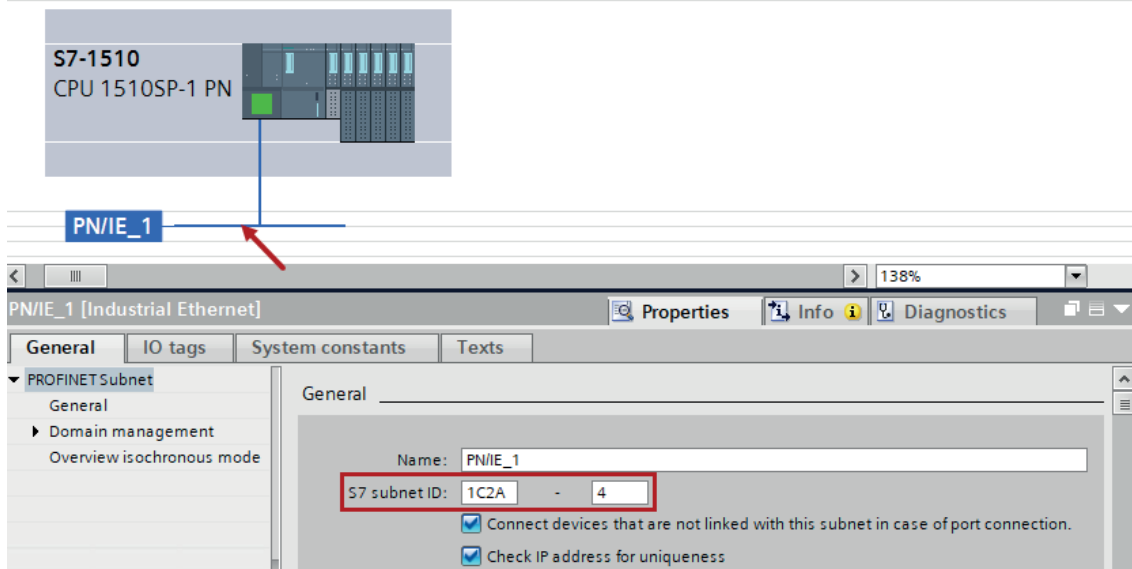 S7-1510
CPU 1510SP-1 PN
PN/IE_1
138%
PN/IE_1 [Industrial Ethernet]
Properties Info Diagnostics
General IO tags System constants Texts
PROFINET Subnet
General
Domain management
Overview isochronous mode
General
Name: PN/IE_1
S7 subnet ID: 1C2A - 4
Connect devices that are not linked with this subnet in case of port connection.
Check IP address for uniqueness